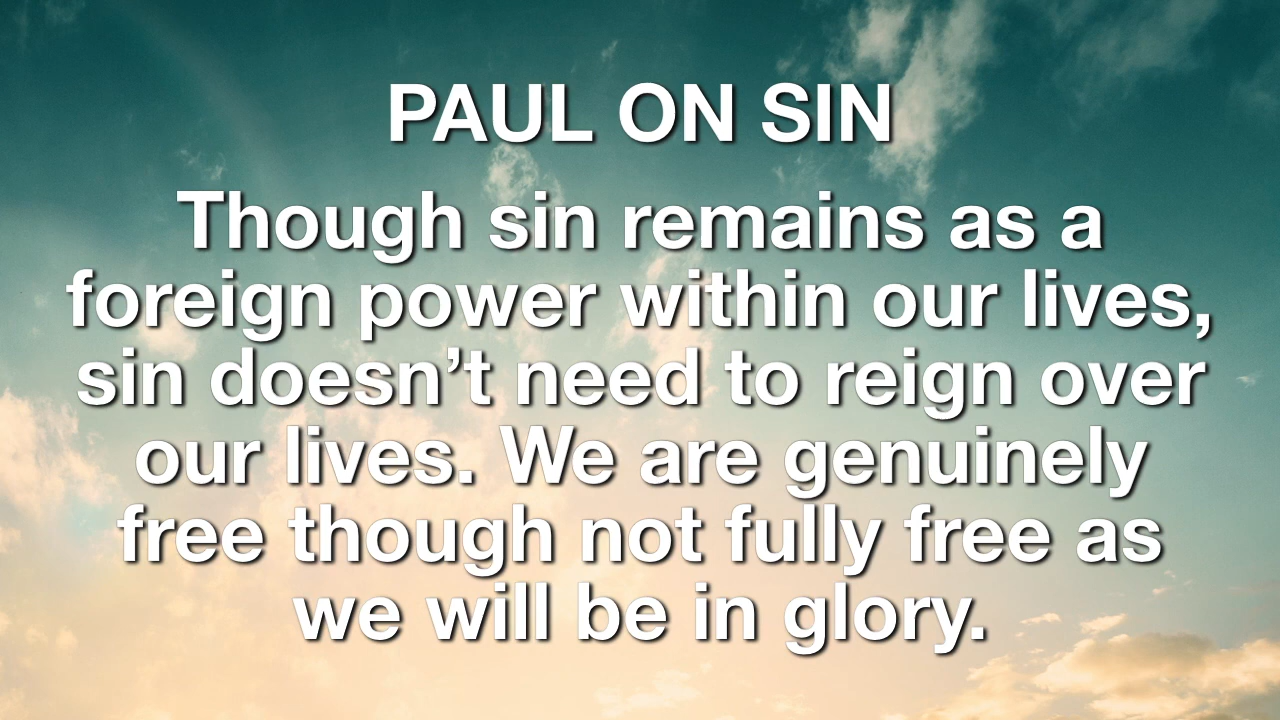 PAUL ON SIN
Though sin remains as a
foreign power within our lives,
sin doesn’t need to reign over
our lives. We are genuinely
free though not fully free as
we will be in glory.